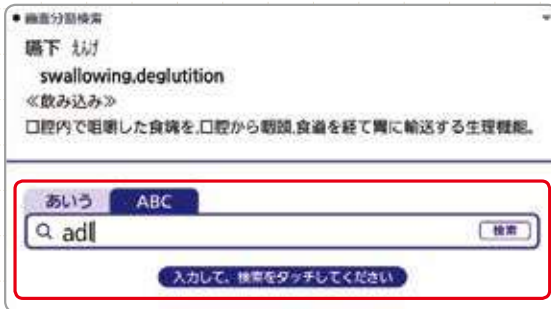 画面分割検索
嚥下 えんげ
swallowing,deglutition
≪飲み込み≫
口腔内で咀嚼した食塊を,口腔から咽頭,食道を経て胃に輸送する生理機能。
あいう ABC
adl 検索
入力して、検索をタッチしてください